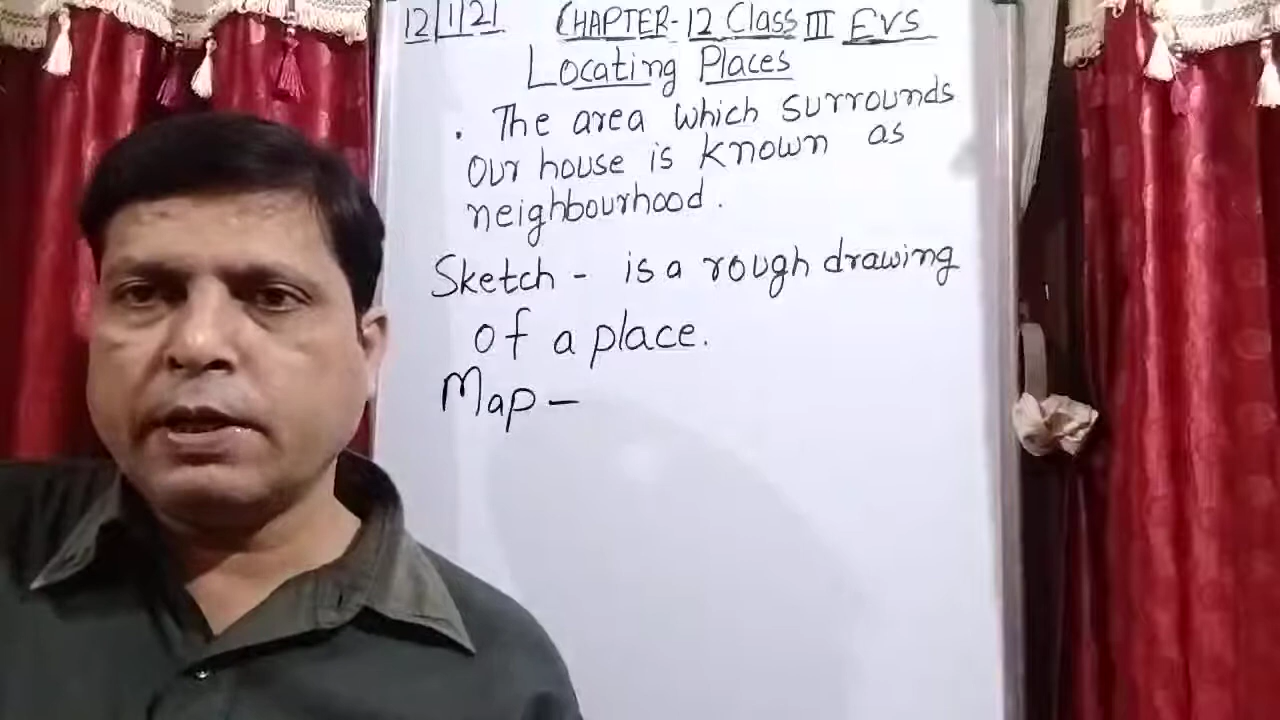 12/1/21 CHAPTER-12 Class III EVS
Locating Places
. The area which surrounds
our house is known as
neighbourhood.
Sketch - is a rough drawing
of a place.
Map -